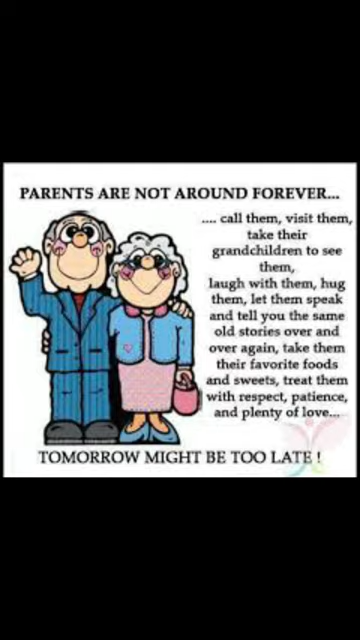 PARENTS ARE NOT AROUND FOREVER...
.... call them, visit them,
take their
grandchildren to see
them,
laugh with them, hug
them, let them speak
and tell you the same
old stories over and
over again, take them
their favorite foods
and sweets, treat them
with respect, patience,
and plenty of love...
TOMORROW MIGHT BE TOO LATE !